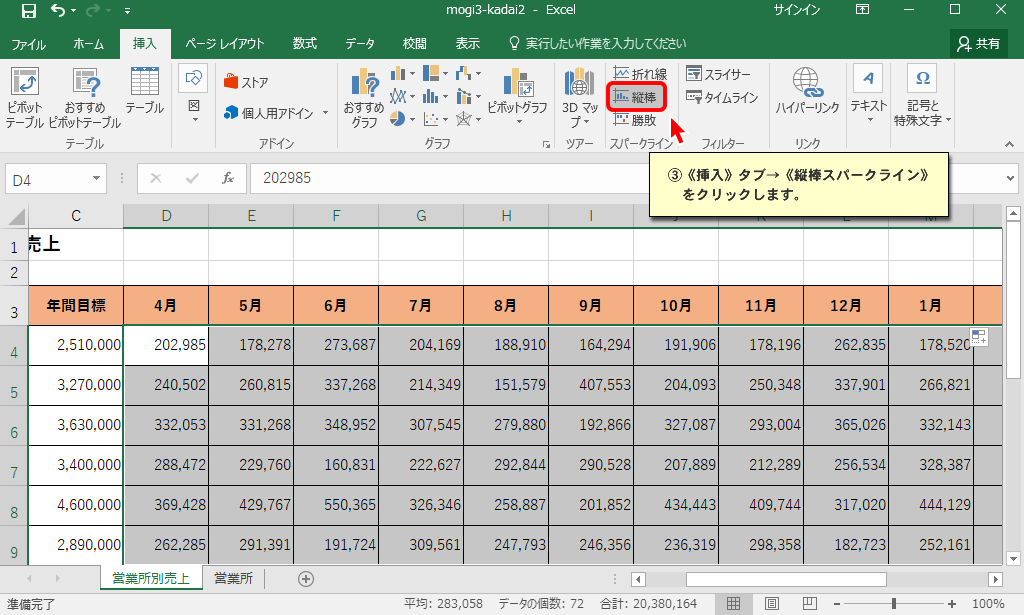 mogi3-kadai2 - Excel
サインイン
ファイル ホーム 挿入 ページ レイアウト 数式 データ 校閲 表示 実行したい作業を入力してください 共有
ピボット テーブル
おすすめ ピボットテーブル
テーブル
テーブル
図
ストア
個人用アドイン
アドイン
おすすめ グラフ
ピボットグラフ
グラフ
3D マップ
ツアー
折れ線
縦棒
勝敗
スパークライン
スライサー
タイムライン
フィルター
ハイパーリンク
リンク
テキスト
記号と 特殊文字
③《挿入》タブ→《縦棒スパークライン》
をクリックします。
D4 fx 202985
C D E F G H I
1 売上
2
3 年間目標 4月 5月 6月 7月 8月 9月 10月 11月 12月 1月
4 2,510,000 202,985 178,278 273,687 204,169 188,910 164,294 191,906 178,196 262,835 178,520
5 3,270,000 240,502 260,815 337,268 214,349 151,579 407,553 204,093 250,348 337,901 266,821
6 3,630,000 332,053 331,268 348,952 307,545 279,880 192,866 327,087 293,004 365,026 332,143
7 3,400,000 288,472 229,760 160,831 222,627 292,844 290,528 207,889 212,289 256,534 328,387
8 4,600,000 369,428 429,767 550,365 326,346 258,887 201,852 434,443 409,744 317,020 444,129
9 2,890,000 262,285 291,391 191,724 309,561 247,793 246,356 236,319 298,358 182,723 252,161
営業所別売上 営業所
準備完了 平均: 283,058 データの個数: 72 合計: 20,380,164 100%